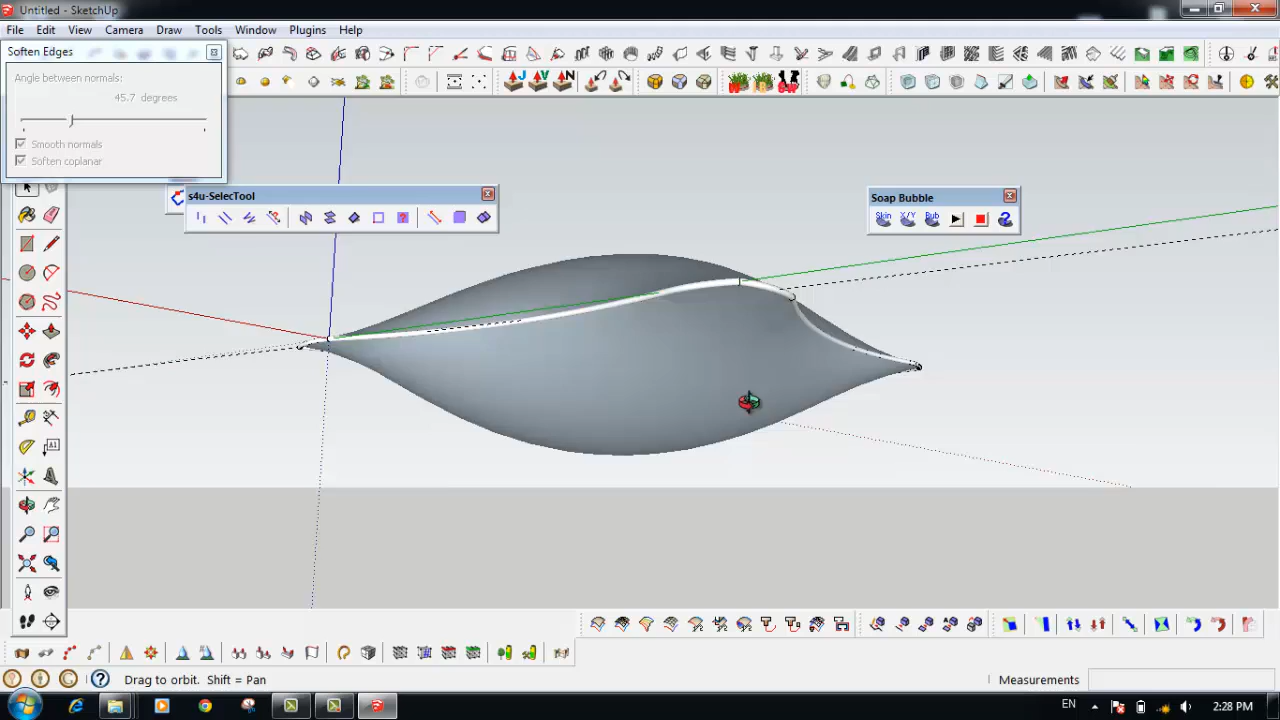 Untitled - SketchUp
File Edit View Camera Draw Tools Window Plugins Help
Soften Edges
Angle between normals:
45.7 degrees
Smooth normals
Soften coplanar
s4u-SelecTool
Soap Bubble
Skin X/Y Bub
J V N
A1
Drag to orbit. Shift = Pan
Measurements
EN 2:28 PM